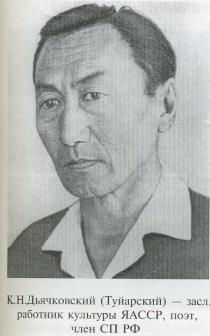 К.Н.Дьячковский (Туйарский) — засл.
работник культуры ЯАССР, поэт,
член СП РФ